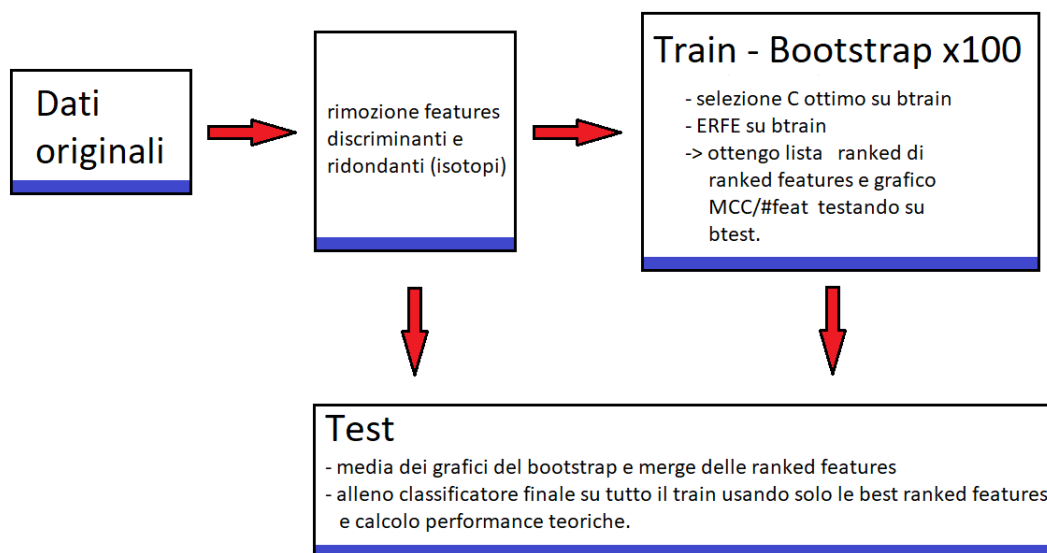 Dati
originali
rimozione features
discriminanti e
ridondanti (isotopi)
Train - Bootstrap x100
- selezione C ottimo su btrain
- ERFE su btrain
-> ottengo lista ranked di
ranked features e grafico
MCC/#feat testando su
btest.
Test
- media dei grafici del bootstrap e merge delle ranked features
- alleno classificatore finale su tutto il train usando solo le best ranked features
e calcolo performance teoriche.